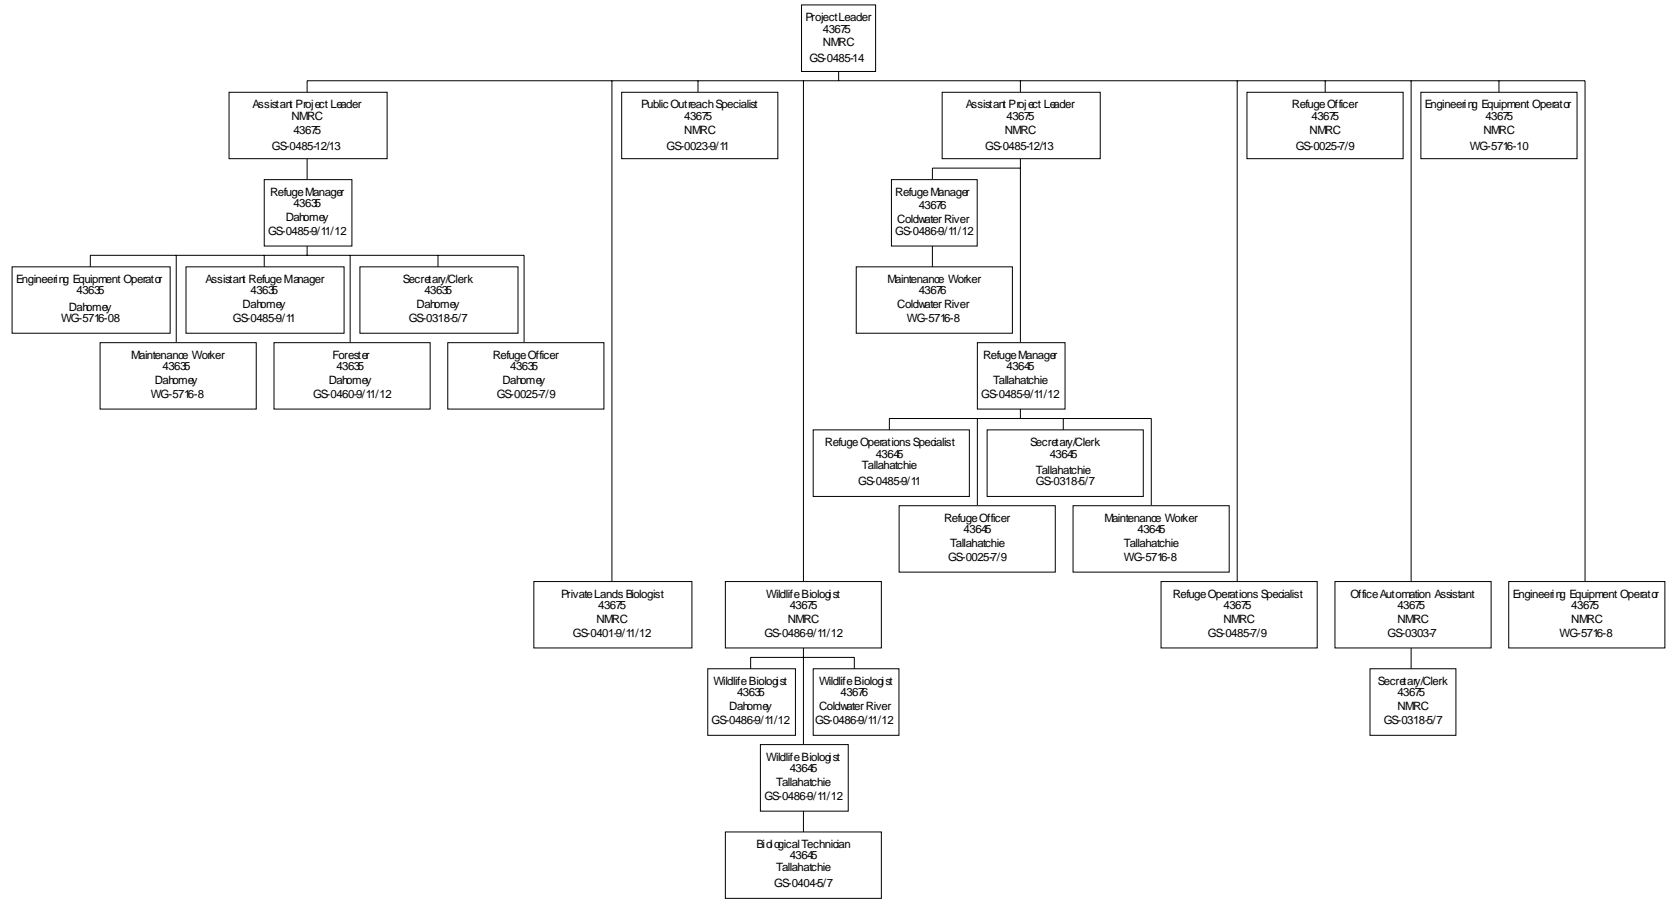 Project Leader
43675
NMRC
GS-0485-14
Assistant Project Leader
NMRC
43675
GS-0485-12/13
Public Outreach Specialist
43675
NMRC
GS-0023-9/11
Assistant Project Leader
43675
NMRC
GS-0485-12/13
Refuge Officer
43675
NMRC
GS-0025-7/9
Engineering Equipment Operator
43675
NMRC
WG-5716-10
Refuge Manager
43635
Dahomey
GS-0485-9/11/12
Refuge Manager
43676
Coldwater River
GS-0486-9/11/12
Engineering Equipment Operator
43635
Dahomey
WG-5716-08
Assistant Refuge Manager
43635
Dahomey
GS-0485-9/11
Secretary/Clerk
43635
Dahomey
GS-0318-5/7
Maintenance Worker
43676
Coldwater River
WG-5716-8
Maintenance Worker
43635
Dahomey
WG-5716-8
Forester
43635
Dahomey
GS-0460-9/11/12
Refuge Officer
43635
Dahomey
GS-0025-7/9
Refuge Manager
43645
Tallahatchie
GS-0485-9/11/12
Refuge Operations Specialist
43645
Tallahatchie
GS-0485-9/11
Secretary/Clerk
43645
Tallahatchie
GS-0318-5/7
Refuge Officer
43645
Tallahatchie
GS-0025-7/9
Maintenance Worker
43645
Tallahatchie
WG-5716-8
Private Lands Biologist
43675
NMRC
GS-0401-9/11/12
Wildlife Biologist
43675
NMRC
GS-0486-9/11/12
Refuge Operations Specialist
43675
NMRC
GS-0485-7/9
Office Automation Assistant
43675
NMRC
GS-0303-7
Engineering Equipment Operator
43675
NMRC
WG-5716-8
Wildlife Biologist
43635
Dahomey
GS-0486-9/11/12
Wildlife Biologist
43676
Coldwater River
GS-0486-9/11/12
Secretary/Clerk
43675
NMRC
GS-0318-5/7
Wildlife Biologist
43645
Tallahatchie
GS-0486-9/11/12
Biological Technician
43645
Tallahatchie
GS-0404-5/7